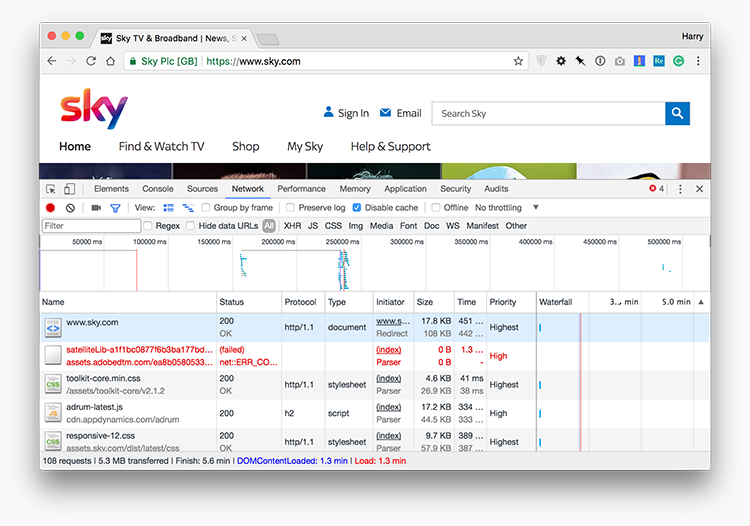 sky Sky TV & Broadband | News, S
Harry
Sky Plc [GB] https://www.sky.com
Re
sky
Sign In Email Search Sky
Home Find & Watch TV Shop My Sky Help & Support
Elements Console Sources Network Performance Memory Application Security Audits 4
View: Group by frame Preserve log Disable cache Offline No throttling
Filter Regex Hide data URLs All XHR JS CSS Img Media Font Doc WS Manifest Other
50000 ms 100000 ms 150000 ms 200000 ms 250000 ms 300000 ms 350000 ms 400000 ms 450000 ms 500000 ms
Name Status Protocol Type Initiator Size Time Priority Waterfall 5.0 min
www.sky.com 200 http/1.1 document www.s... 17.8 KB 451 ... Highest
OK Redirect 108 KB 442 ...
satelliteLib-a1f1bc0877f6b3ba177bd... (failed) (index) 0 B 1.3 ... High
assets.adobedtm.com/ea8b0580533... net::ERR_CO... Parser 0 B -
CSS toolkit-core.min.css 200 http/1.1 stylesheet (index) 4.6 KB 41 ms Highest
/assets/toolkit-core/v2.1.2 OK Parser 26.9 KB 38 ms
JS adrum-latest.js 200 h2 script (index) 17.2 KB 334 ... High
cdn.appdynamics.com/adrum OK Parser 44.5 KB 333 ...
CSS responsive-12.css 200 http/1.1 stylesheet (index) 9.7 KB 389 ... Highest
assets.sky.com/dist/latest/css OK Parser 57.9 KB 387 ...
108 requests | 5.3 MB transferred | Finish: 5.6 min | DOMContentLoaded: 1.3 min | Load: 1.3 min